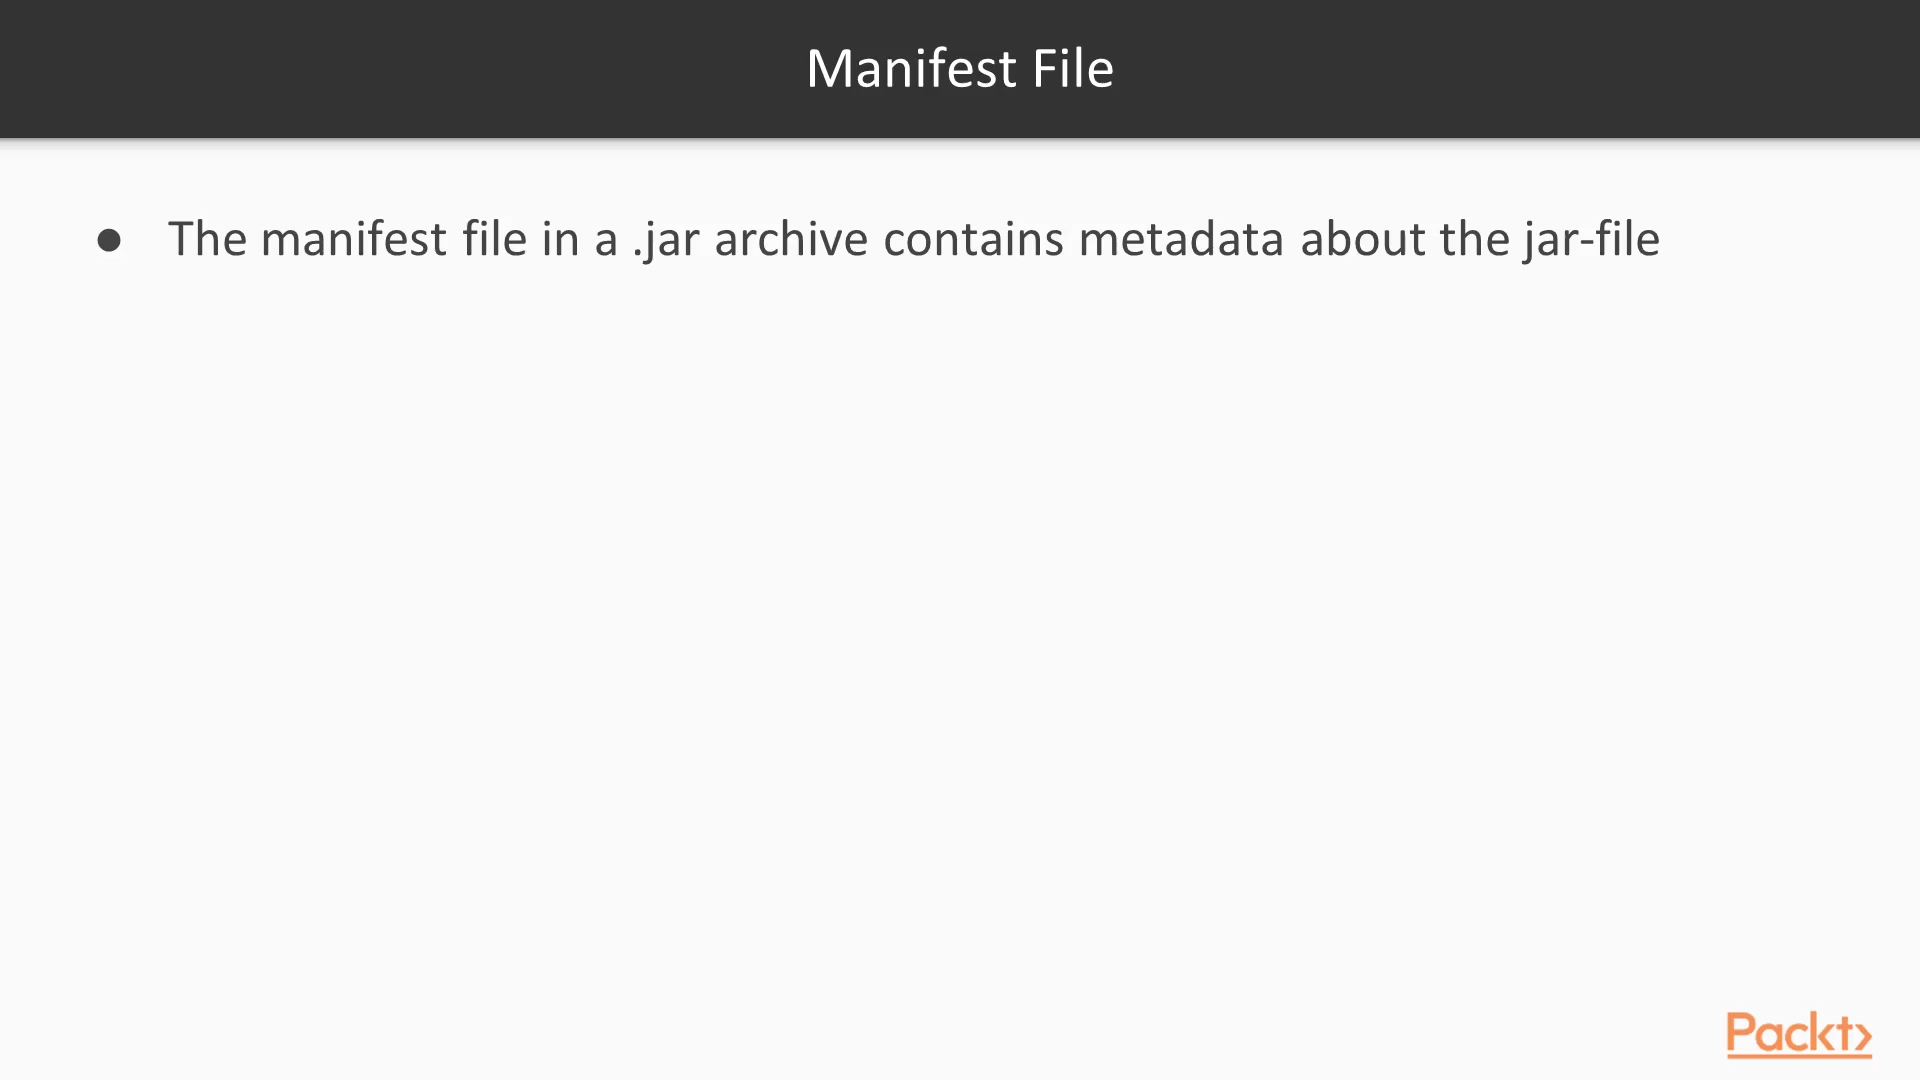 Manifest File
● The manifest file in a .jar archive contains metadata about the jar-file
Packt>